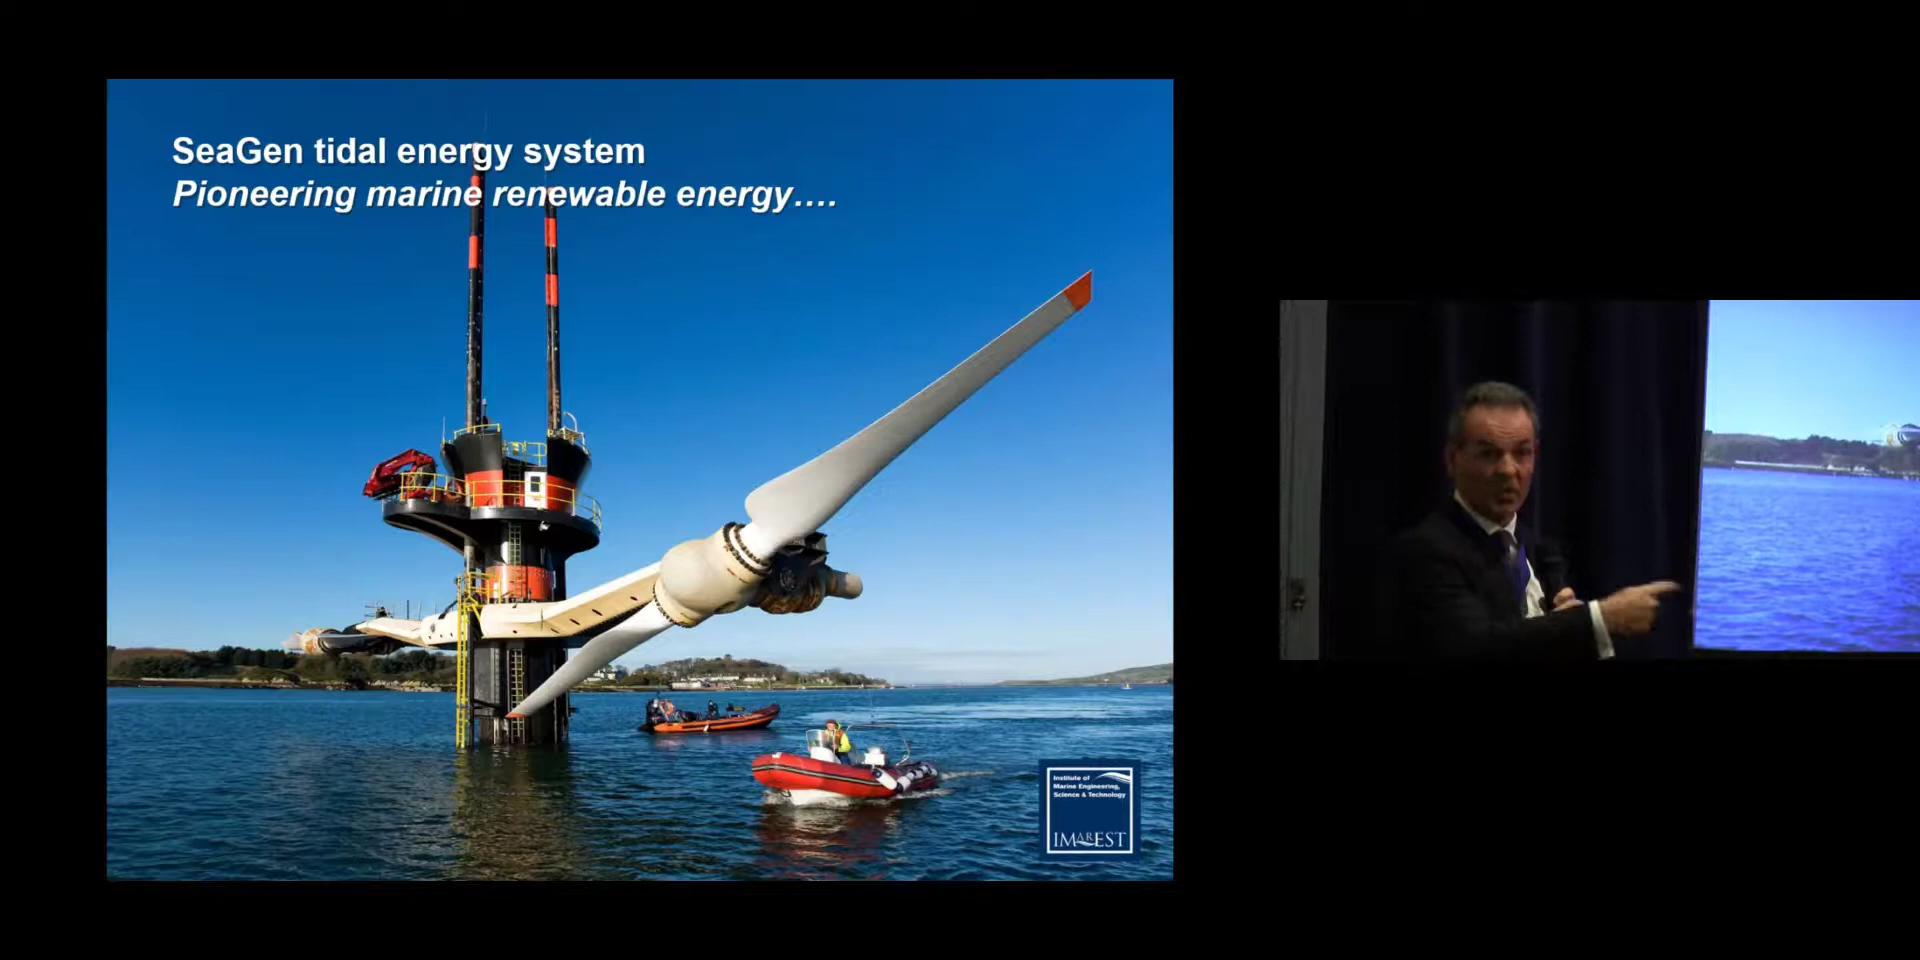 SeaGen tidal energy system
Pioneering marine renewable energy....
Institute of
Marine Engineering,
Science & Technology
IMarEST